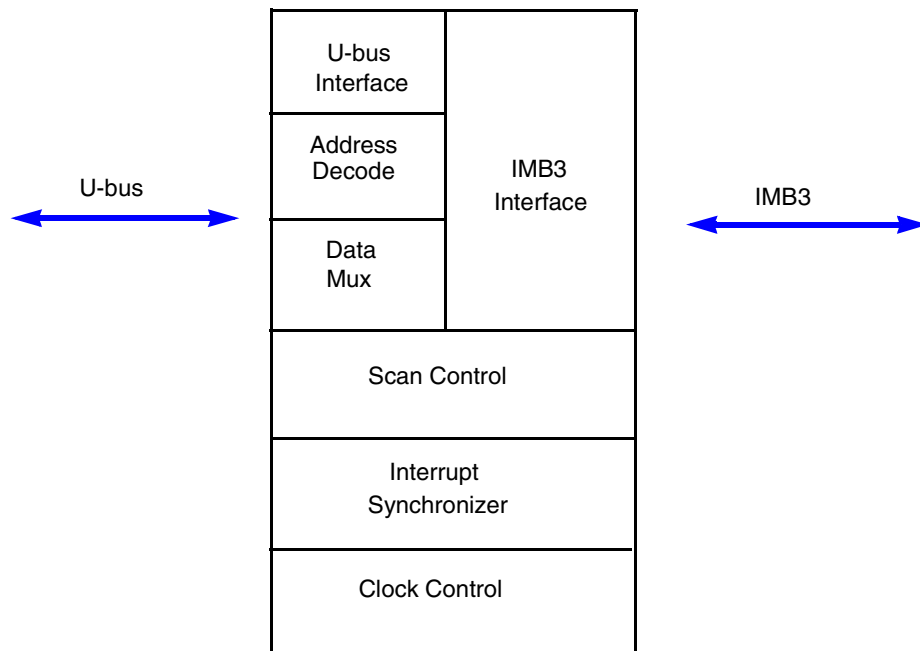 U-bus
Interface
Address
Decode
Data
Mux
IMB3
Interface
U-bus
IMB3
Scan Control
Interrupt
Synchronizer
Clock Control